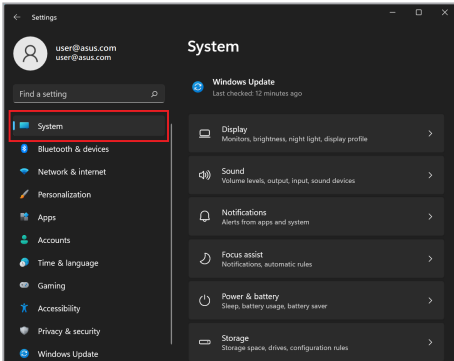 Settings
user@asus.com
user@asus.com
Find a setting
System
Bluetooth & devices
Network & internet
Personalization
Apps
Accounts
Time & language
Gaming
Accessibility
Privacy & security
Windows Update
System
Windows Update
Last checked: 12 minutes ago
Display
Monitors, brightness, night light, display profile
Sound
Volume levels, output, input, sound devices
Notifications
Alerts from apps and system
Focus assist
Notifications, automatic rules
Power & battery
Sleep, battery usage, battery saver
Storage
Storage space, drives, configuration rules